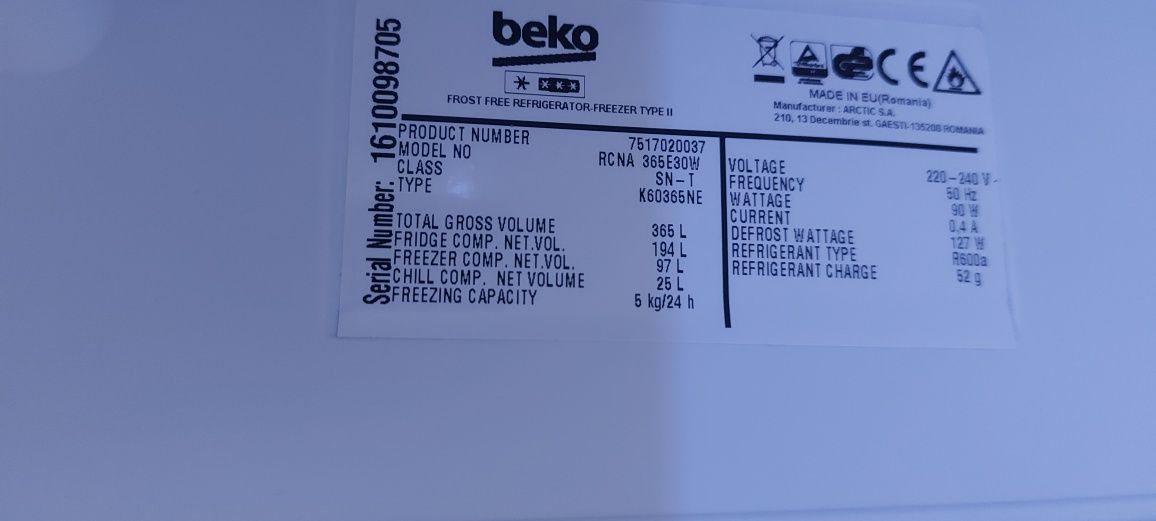 beko
FROST FREE REFRIGERATOR-FREEZER TYPE II
MADE IN EU(Romania)
Manufacturer : ARCTIC S.A.
210, 13 Decembrie st. GAESTI-135200 ROMANIA
Serial Number: 1610098705
PRODUCT NUMBER 7517020037
MODEL NO RCNA 365E30W
CLASS SN-T
TYPE K60365NE
TOTAL GROSS VOLUME 365 L
FRIDGE COMP. NET.VOL. 194 L
FREEZER COMP. NET.VOL. 97 L
CHILL COMP. NET VOLUME 25 L
FREEZING CAPACITY 5 kg/24 h
VOLTAGE 220-240 V~
FREQUENCY 50 Hz
WATTAGE 90 W
CURRENT 0,4 A
DEFROST WATTAGE 127 W
REFRIGERANT TYPE R600a
REFRIGERANT CHARGE 52 g